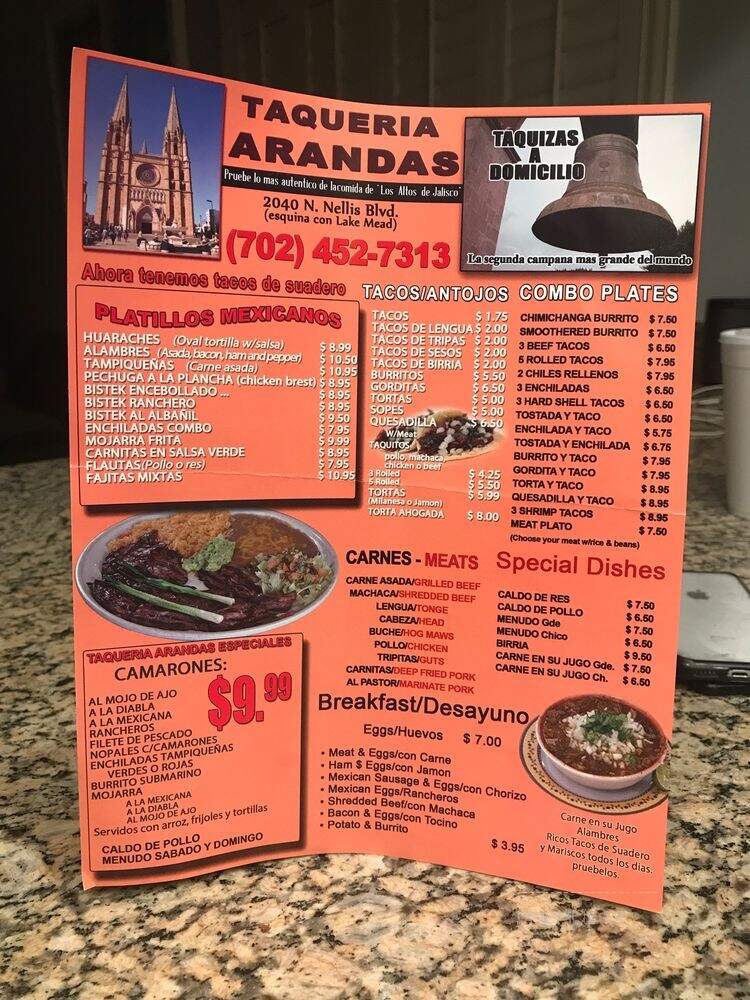 TAQUERIA
ARANDAS
Pruebe lo mas autentico de lacomida de "Los Altos de Jalisco"
2040 N. Nellis Blvd.
(esquina con Lake Mead)
(702) 452-7313
TAQUIZAS
A
DOMICILIO
La segunda campana mas grande del mundo
Ahora tenemos tacos de suadero
PLATILLOS MEXICANOS
HUARACHES (Oval tortilla w/salsa) $ 8.99
ALAMBRES (Asada, bacon, ham and pepper) $ 10.50
TAMPIQUEÑAS (Carne asada) $ 10.95
PECHUGA A LA PLANCHA (chicken brest) $ 8.95
BISTEK ENCEBOLLADO ... $ 8.95
BISTEK RANCHERO $ 8.95
BISTEK AL ALBAÑIL $ 9.50
ENCHILADAS COMBO $ 7.95
MOJARRA FRITA $ 9.99
CARNITAS EN SALSA VERDE $ 8.95
FLAUTAS(Pollo o res) $ 7.95
FAJITAS MIXTAS $ 10.95
TACOS/ANTOJOS
TACOS $ 1.75
TACOS DE LENGUA $ 2.00
TACOS DE TRIPAS $ 2.00
TACOS DE SESOS $ 2.00
TACOS DE BIRRIA $ 2.00
BURRITOS $ 5.50
GORDITAS $ 6.50
TORTAS $ 5.00
SOPES $ 5.00
QUESADILLA $ 6.50
W/Meat
TAQUITOS
pollo, machaca,
chicken o beef
3 Rolled $ 4.25
5 Rolled $ 5.50
TORTAS $ 5.99
(Milanesa o Jamon)
TORTA AHOGADA $ 8.00
COMBO PLATES
CHIMICHANGA BURRITO $ 7.50
SMOOTHERED BURRITO $ 7.50
3 BEEF TACOS $ 6.50
5 ROLLED TACOS $ 7.95
2 CHILES RELLENOS $ 7.95
3 ENCHILADAS $ 6.50
3 HARD SHELL TACOS $ 6.50
TOSTADA Y TACO $ 6.50
ENCHILADA Y TACO $ 5.75
TOSTADA Y ENCHILADA $ 6.75
BURRITO Y TACO $ 7.95
GORDITA Y TACO $ 7.95
TORTA Y TACO $ 8.95
QUESADILLA Y TACO $ 8.95
3 SHRIMP TACOS $ 8.95
MEAT PLATO $ 7.50
(Choose your meat w/rice & beans)
CARNES - MEATS
CARNE ASADA/GRILLED BEEF
MACHACA/SHREDDED BEEF
LENGUA/TONGE
CABEZA/HEAD
BUCHE/HOG MAWS
POLLO/CHICKEN
TRIPITAS/GUTS
CARNITAS/DEEP FRIED PORK
AL PASTOR/MARINATE PORK
Special Dishes
CALDO DE RES $ 7.50
CALDO DE POLLO $ 6.50
MENUDO Gde $ 7.50
MENUDO Chico $ 6.50
BIRRIA $ 9.50
CARNE EN SU JUGO Gde. $ 7.50
CARNE EN SU JUGO Ch. $ 6.50
TAQUERIA ARANDAS ESPECIALES
CAMARONES:
$9.99
AL MOJO DE AJO
A LA DIABLA
A LA MEXICANA
RANCHEROS
FILETE DE PESCADO
NOPALES C/CAMARONES
ENCHILADAS TAMPIQUEÑAS
VERDES O ROJAS
BURRITO SUBMARINO
MOJARRA
A LA MEXICANA
A LA DIABLA
AL MOJO DE AJO
Servidos con arroz, frijoles y tortillas
CALDO DE POLLO
MENUDO SABADO Y DOMINGO
Breakfast/Desayuno
Eggs/Huevos $ 7.00
• Meat & Eggs/con Carne
• Ham $ Eggs/con Jamon
• Mexican Sausage & Eggs/con Chorizo
• Mexican Eggs/Rancheros
• Shredded Beef/con Machaca
• Bacon & Eggs/con Tocino
• Potato & Burrito $ 3.95
Carne en su Jugo
Alambres
Ricos Tacos de Suadero
y Mariscos todos los dias.
pruebelos.